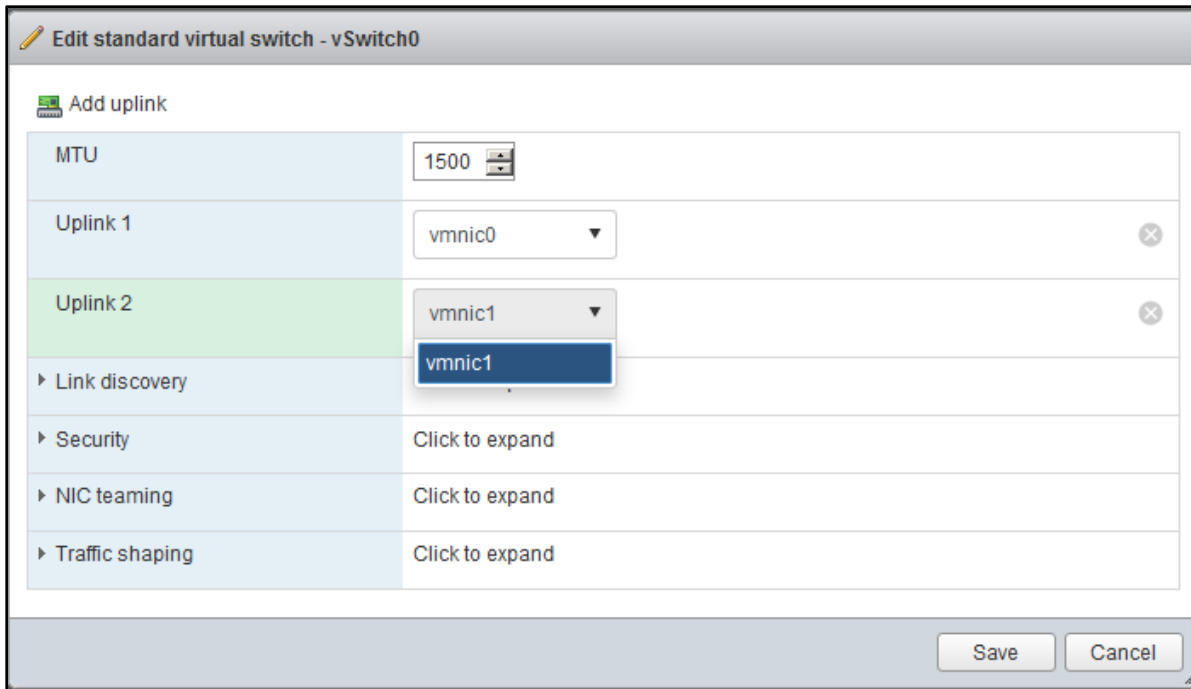 Edit standard virtual switch - vSwitch0
Add uplink
MTU 1500
Uplink 1 vmnic0
Uplink 2 vmnic1
vmnic1
Link discovery
Security Click to expand
NIC teaming Click to expand
Traffic shaping Click to expand
Save Cancel